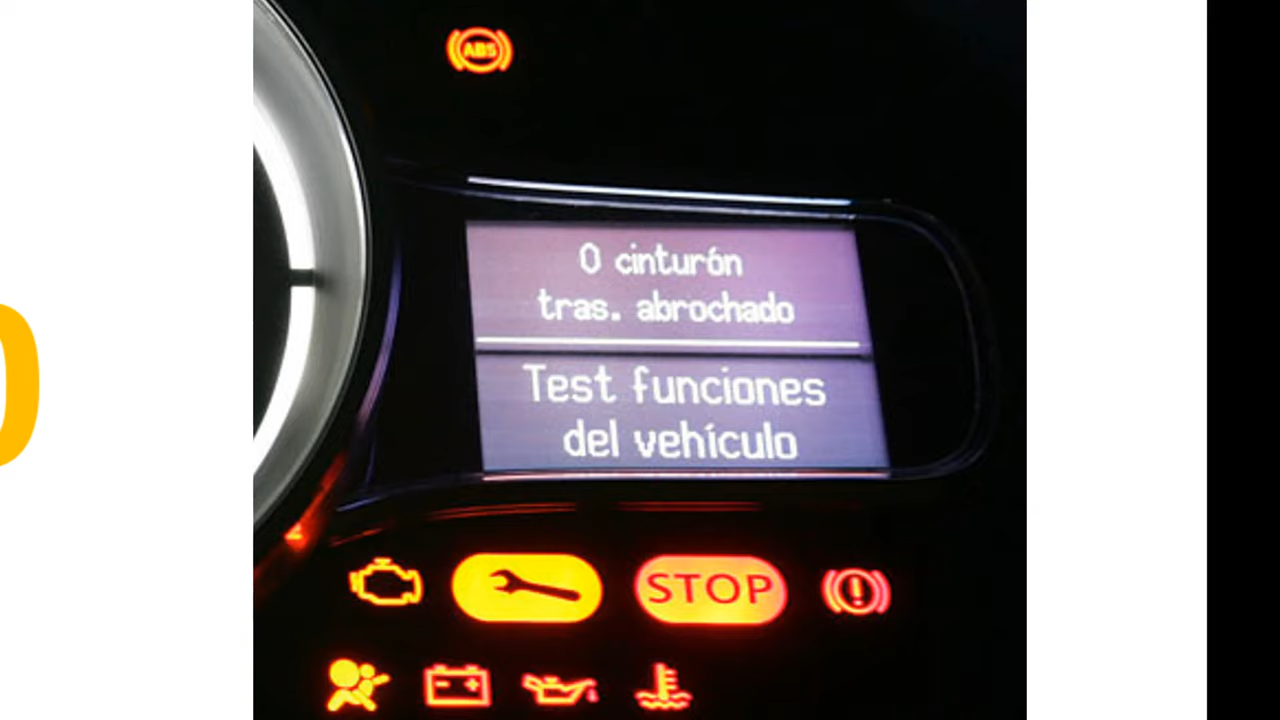 ABS
0 cinturón
tras. abrochado
Test funciones
del vehículo
STOP